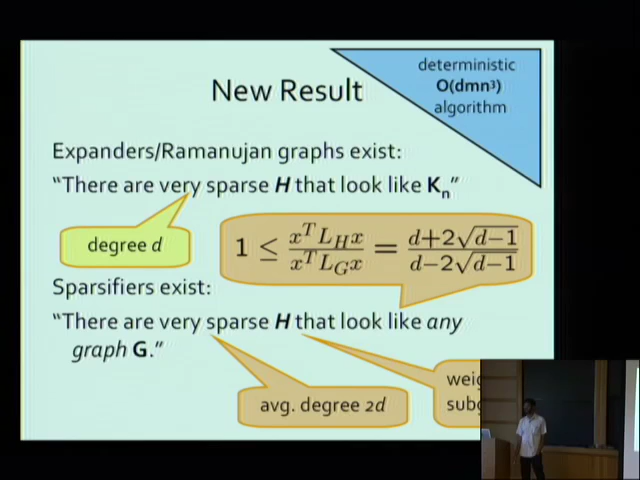 deterministic
O(dmn³)
algorithm
New Result
Expanders/Ramanujan graphs exist:
“There are very sparse H that look like Kₙ”
degree d
1 ≤ xᵀL_Hx / xᵀL_Gx = d+2√d−1 / d−2√d−1
Sparsifiers exist:
“There are very sparse H that look like any
graph G.”
avg. degree 2d